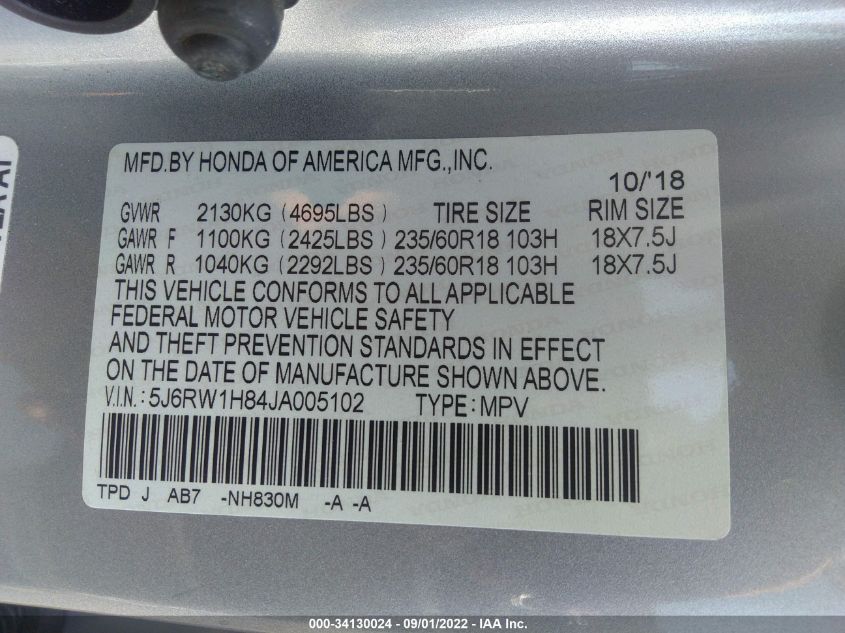 MFD.BY HONDA OF AMERICA MFG.,INC.
10/'18
GVWR 2130KG (4695LBS) TIRE SIZE RIM SIZE
GAWR F 1100KG (2425LBS) 235/60R18 103H 18X7.5J
GAWR R 1040KG (2292LBS) 235/60R18 103H 18X7.5J
THIS VEHICLE CONFORMS TO ALL APPLICABLE
FEDERAL MOTOR VEHICLE SAFETY
AND THEFT PREVENTION STANDARDS IN EFFECT
ON THE DATE OF MANUFACTURE SHOWN ABOVE.
V.I.N.: 5J6RW1H84JA005102 TYPE: MPV
TPD J AB7 -NH830M -A -A
000-34130024 - 09/01/2022 - IAA Inc.